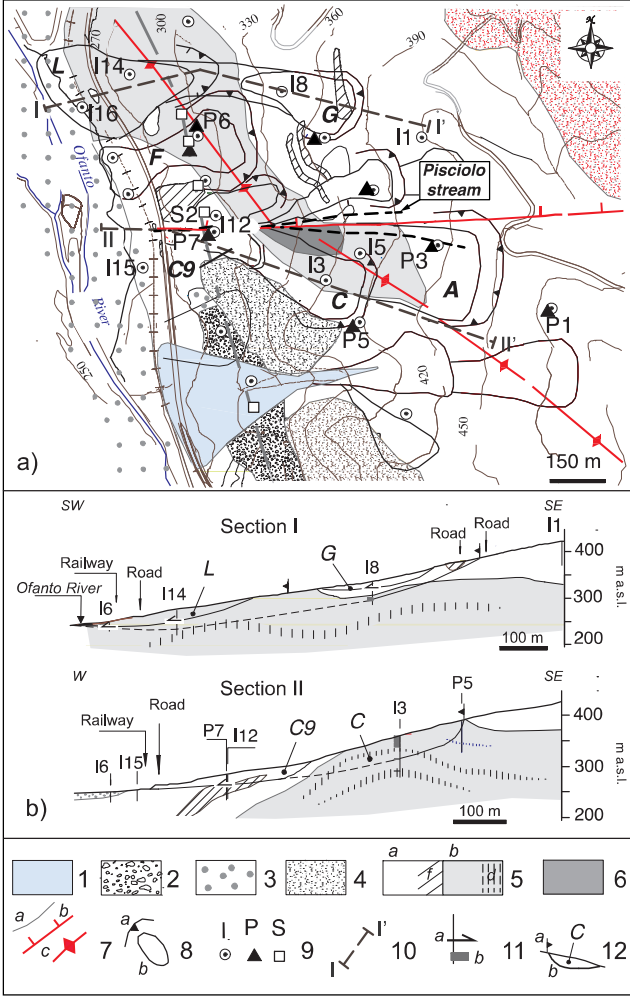 a)
300
330
360
390
270
L
I14
I8
G
I
I'
I16
P6
I1
F
Ofanto
Pisciolo
stream
S2
I12
II
P7
I5
P3
I15
C9
I3
C
A
River
P5
II'
P1
250
420
450
150 m
SW
SE
Section I
I1
Road
Road
400
Railway
G
Road
I8
Ofanto River
L
I14
I6
300
m a.s.l.
200
100 m
W
SE
Section II
P5
Road
I3
400
Railway
I12
P7
C9
C
I6
I15
300
m a.s.l.
200
100 m
b)
a
b
f
d
1
2
3
4
5
6
a
b
c
7
a
b
8
I P S
9
I'
I
10
a
b
11
a
b
C
12